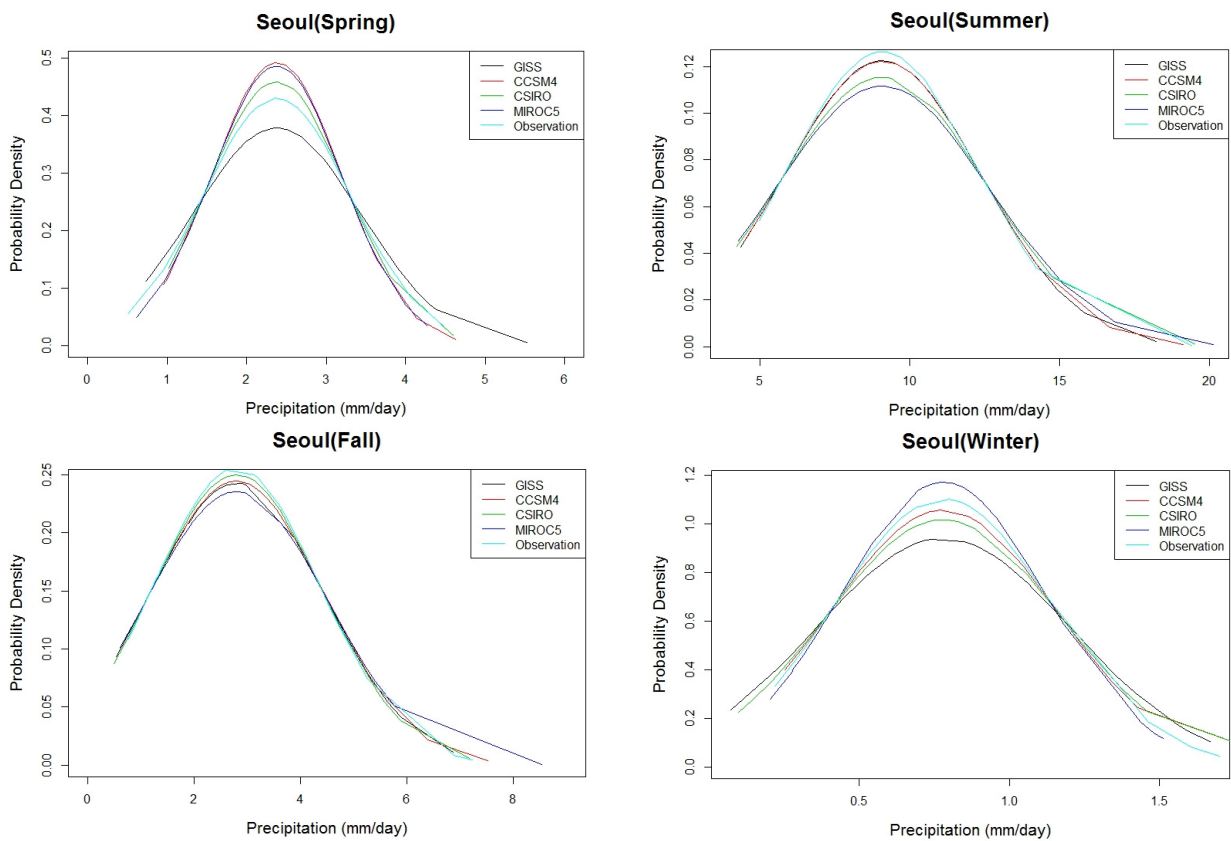 Seoul(Spring)
Probability Density
0.5
0.4
0.3
0.2
0.1
0.0
GISS
CCSM4
CSIRO
MIROC5
Observation
0 1 2 3 4 5 6
Precipitation (mm/day)
Seoul(Summer)
Probability Density
0.12
0.10
0.08
0.06
0.04
0.02
0.00
GISS
CCSM4
CSIRO
MIROC5
Observation
5 10 15 20
Precipitation (mm/day)
Seoul(Fall)
Probability Density
0.25
0.20
0.15
0.10
0.05
0.00
GISS
CCSM4
CSIRO
MIROC5
Observation
0 2 4 6 8
Precipitation (mm/day)
Seoul(Winter)
Probability Density
1.2
1.0
0.8
0.6
0.4
0.2
0.0
GISS
CCSM4
CSIRO
MIROC5
Observation
0.5 1.0 1.5
Precipitation (mm/day)